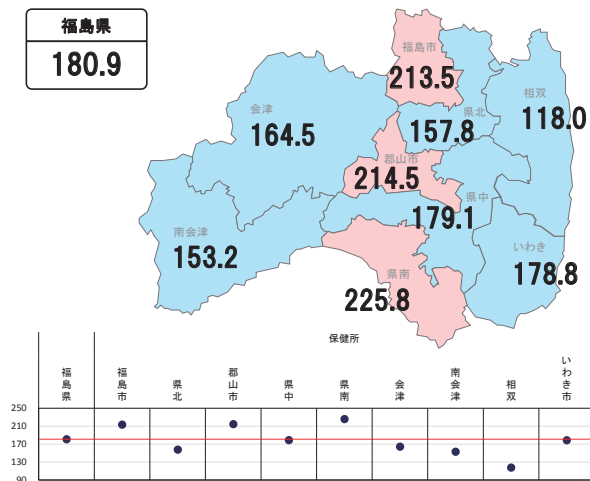 福島県
180.9
福島市
213.5
相双
118.0
会津
164.5
県北
157.8
郡山市
214.5
県中
179.1
南会津
153.2
いわき
178.8
県南
225.8
保健所
福島県
福島市
県北
郡山市
県中
県南
会津
南会津
相双
いわき市
250
210
170
130
90